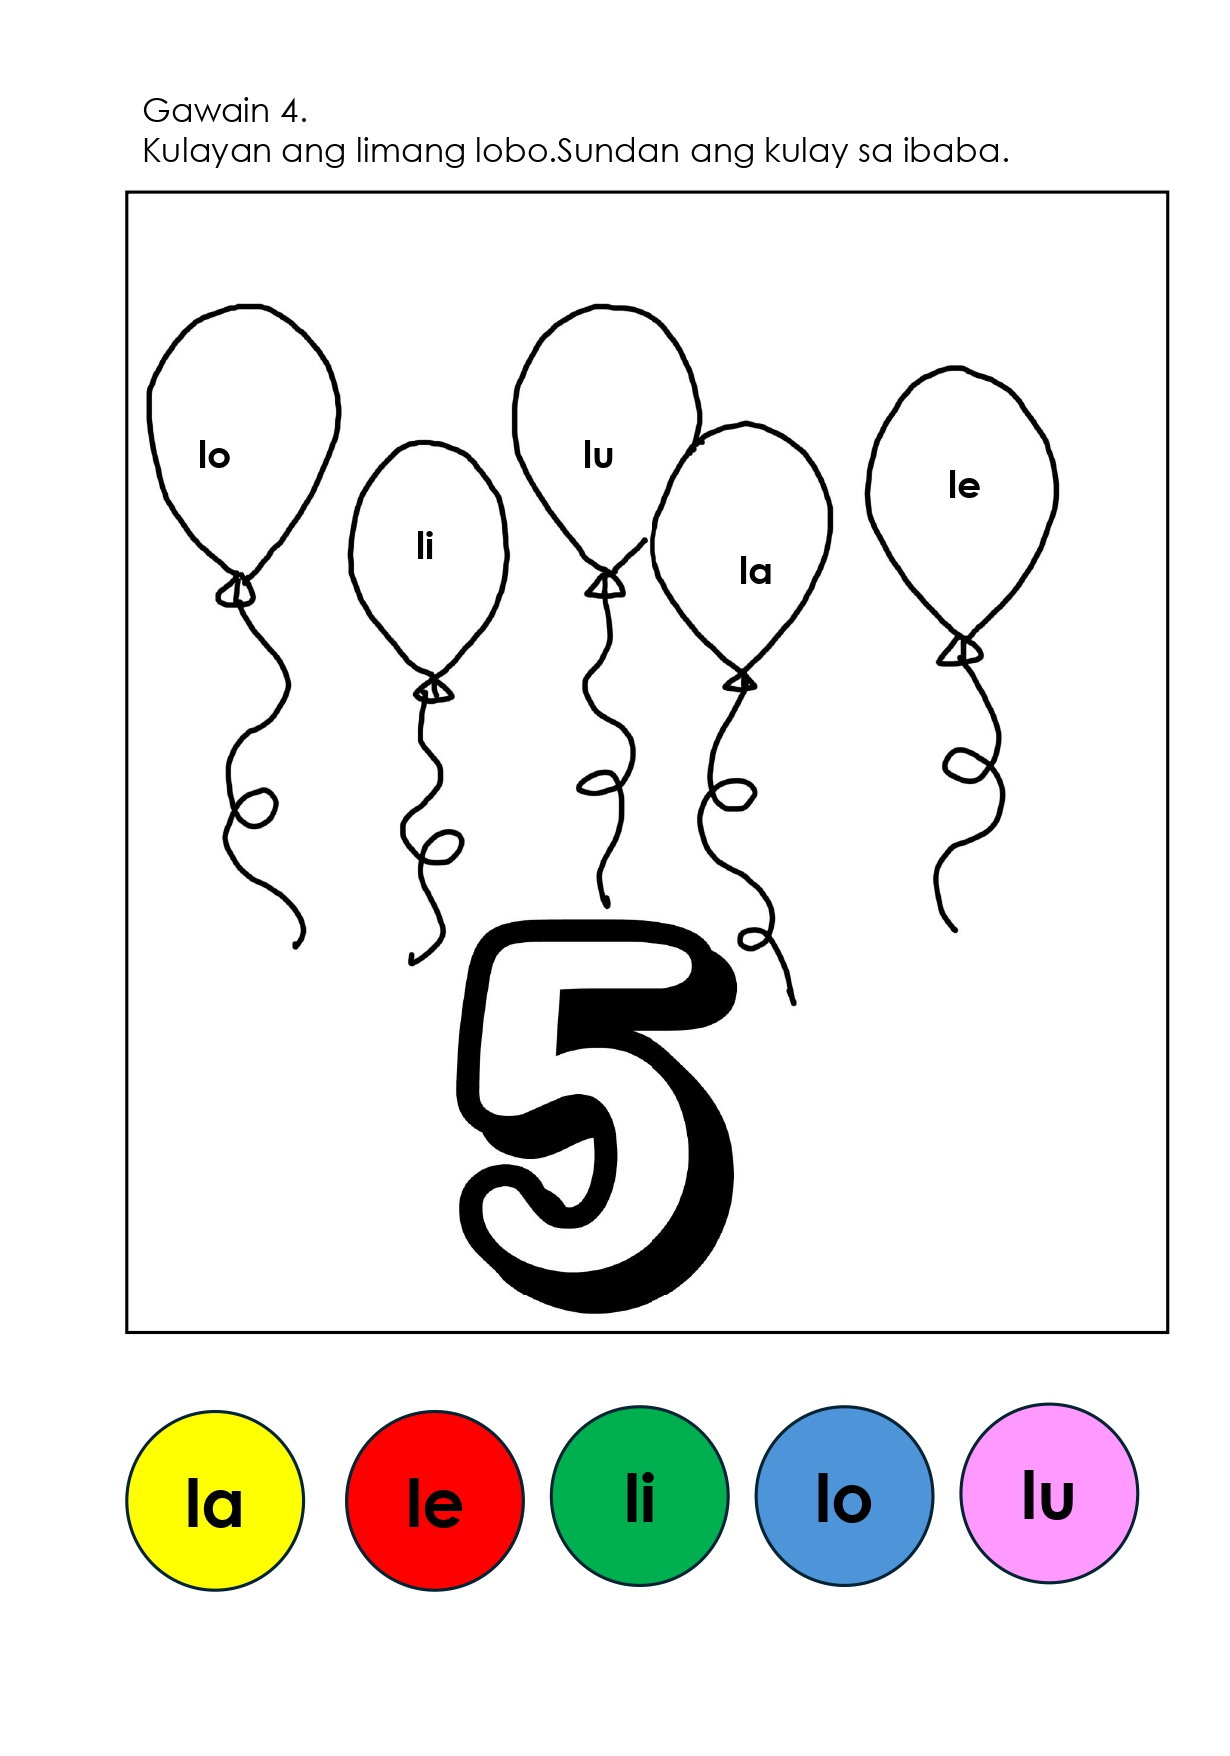 Gawain 4.
Kulayan ang limang lobo.Sundan ang kulay sa ibaba.
lo
li
lu
la
le
5
la
le
li
lo
lu